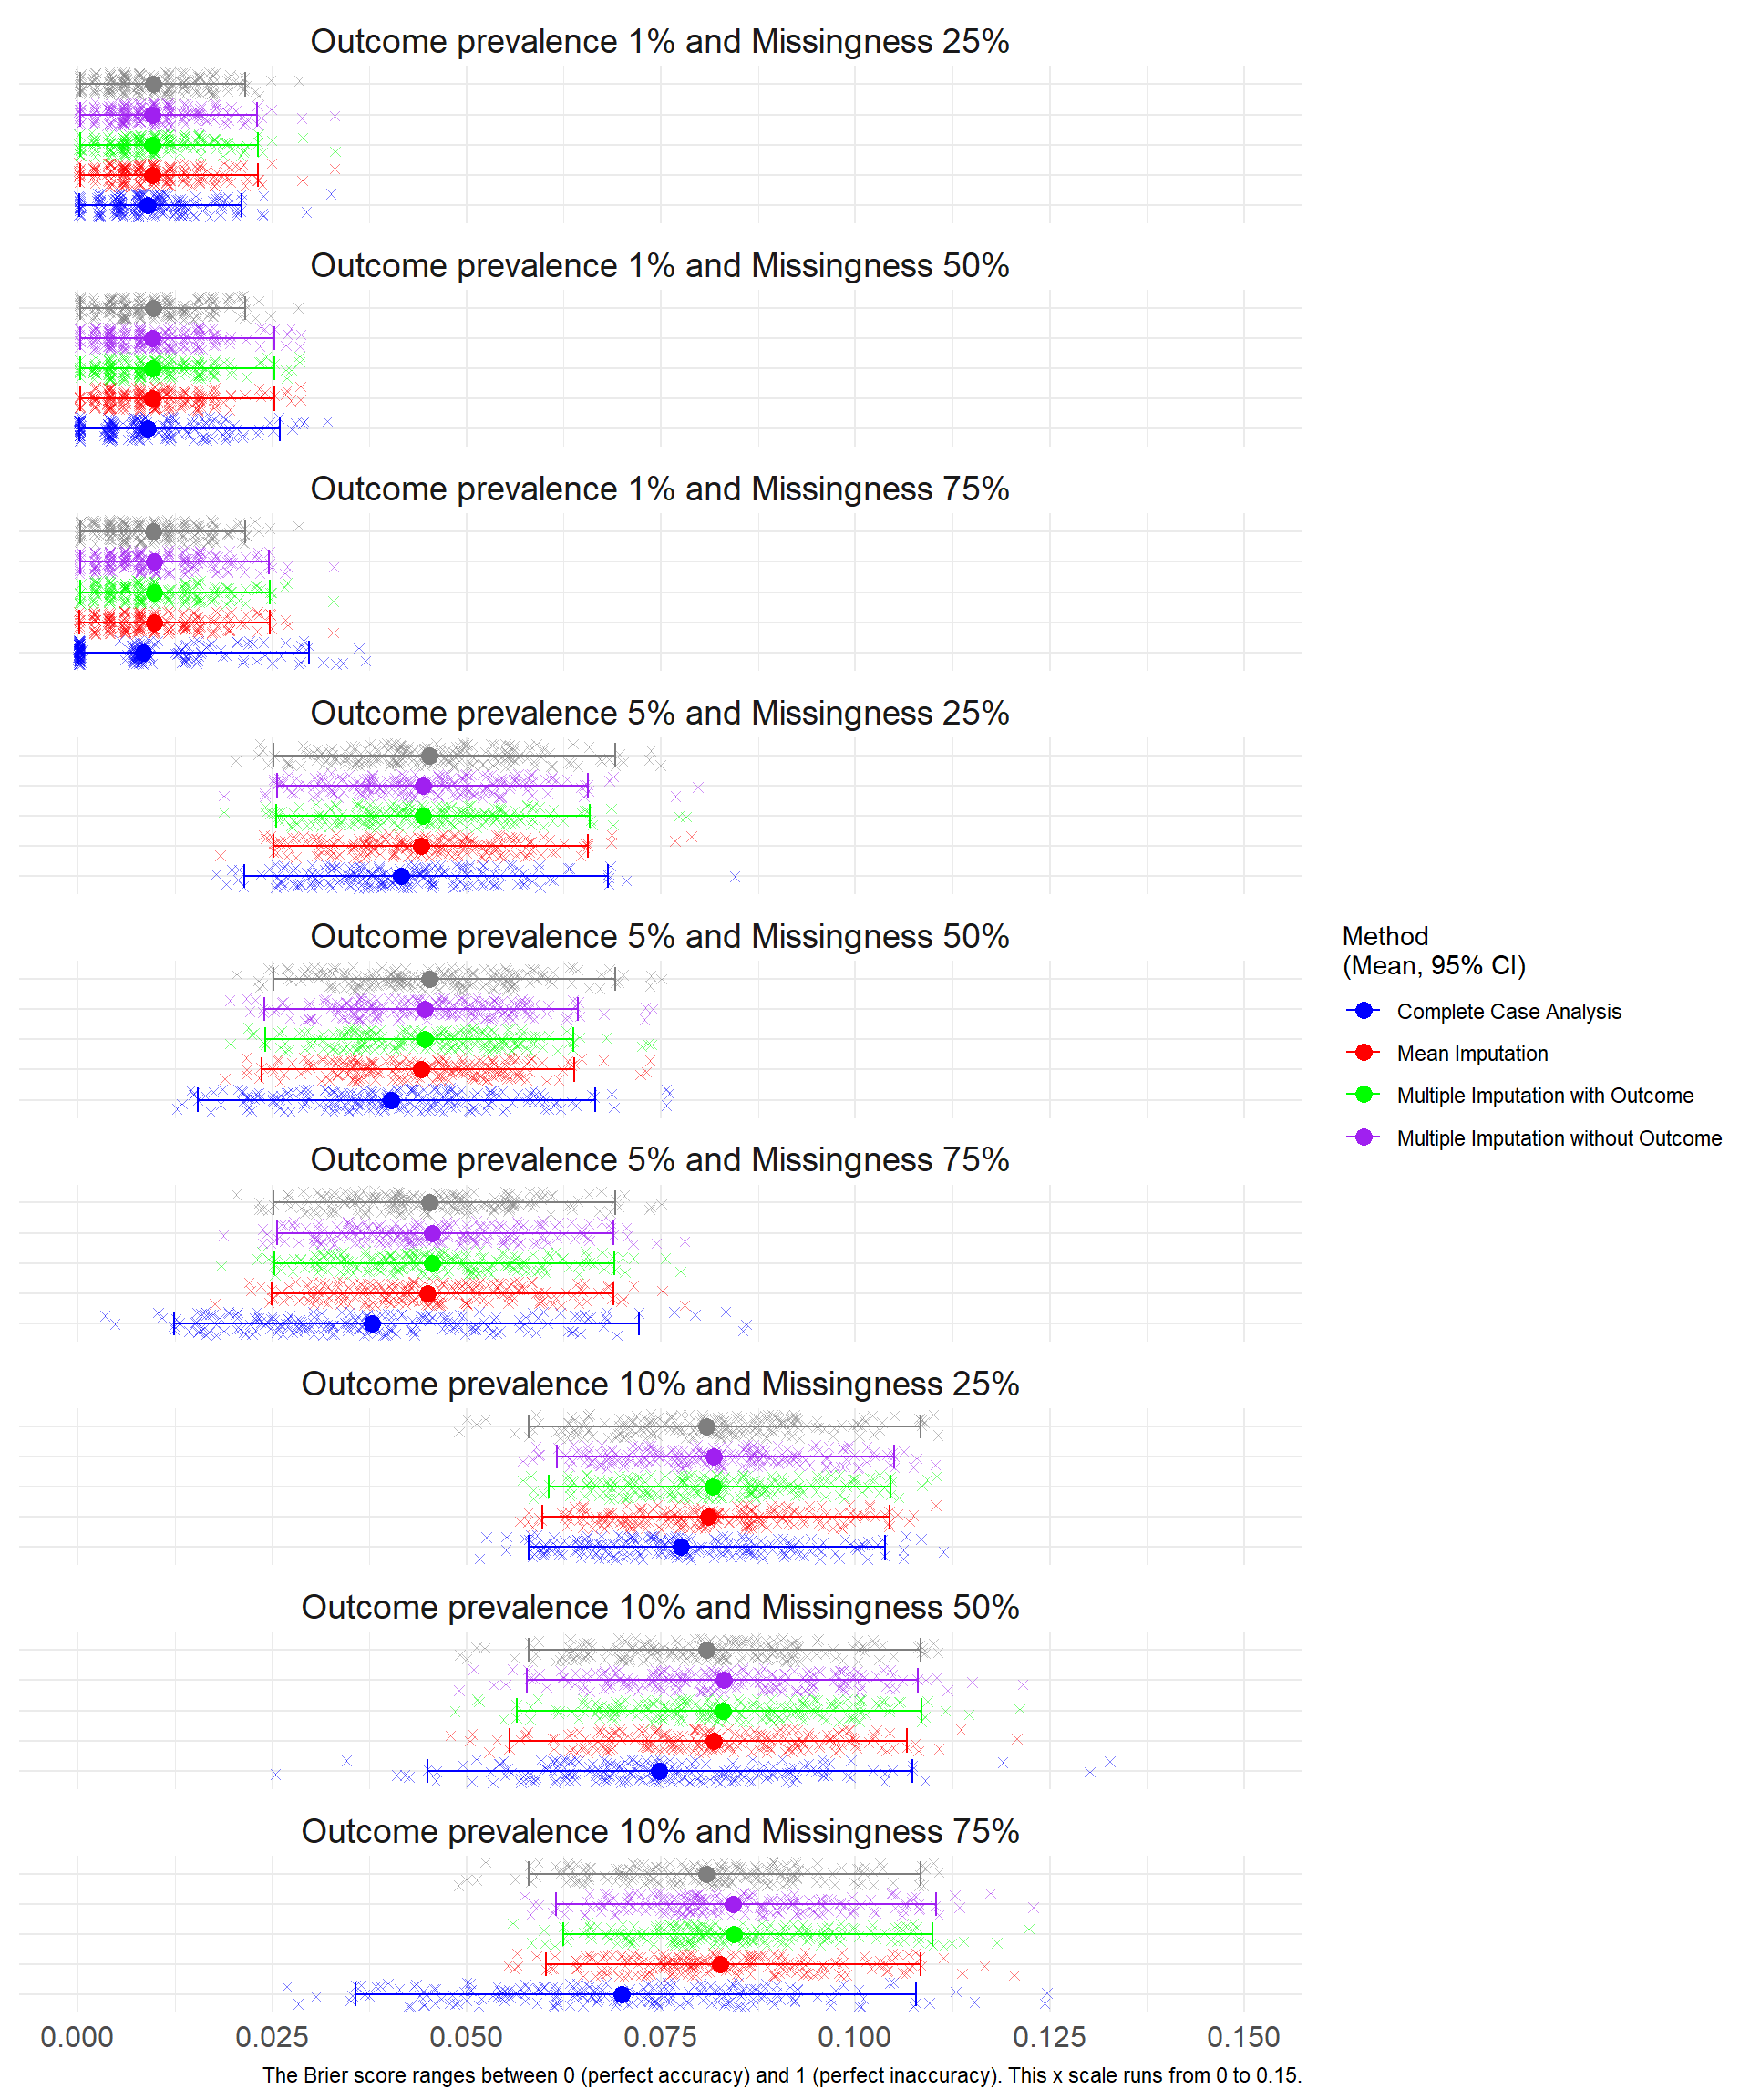 Outcome prevalence 1% and Missingness 25%
Outcome prevalence 1% and Missingness 50%
Outcome prevalence 1% and Missingness 75%
Outcome prevalence 5% and Missingness 25%
Outcome prevalence 5% and Missingness 50%
Outcome prevalence 5% and Missingness 75%
Outcome prevalence 10% and Missingness 25%
Outcome prevalence 10% and Missingness 50%
Outcome prevalence 10% and Missingness 75%
0.000 0.025 0.050 0.075 0.100 0.125 0.150
The Brier score ranges between 0 (perfect accuracy) and 1 (perfect inaccuracy). This x scale runs from 0 to 0.15.
Method
(Mean, 95% CI)
Complete Case Analysis
Mean Imputation
Multiple Imputation with Outcome
Multiple Imputation without Outcome